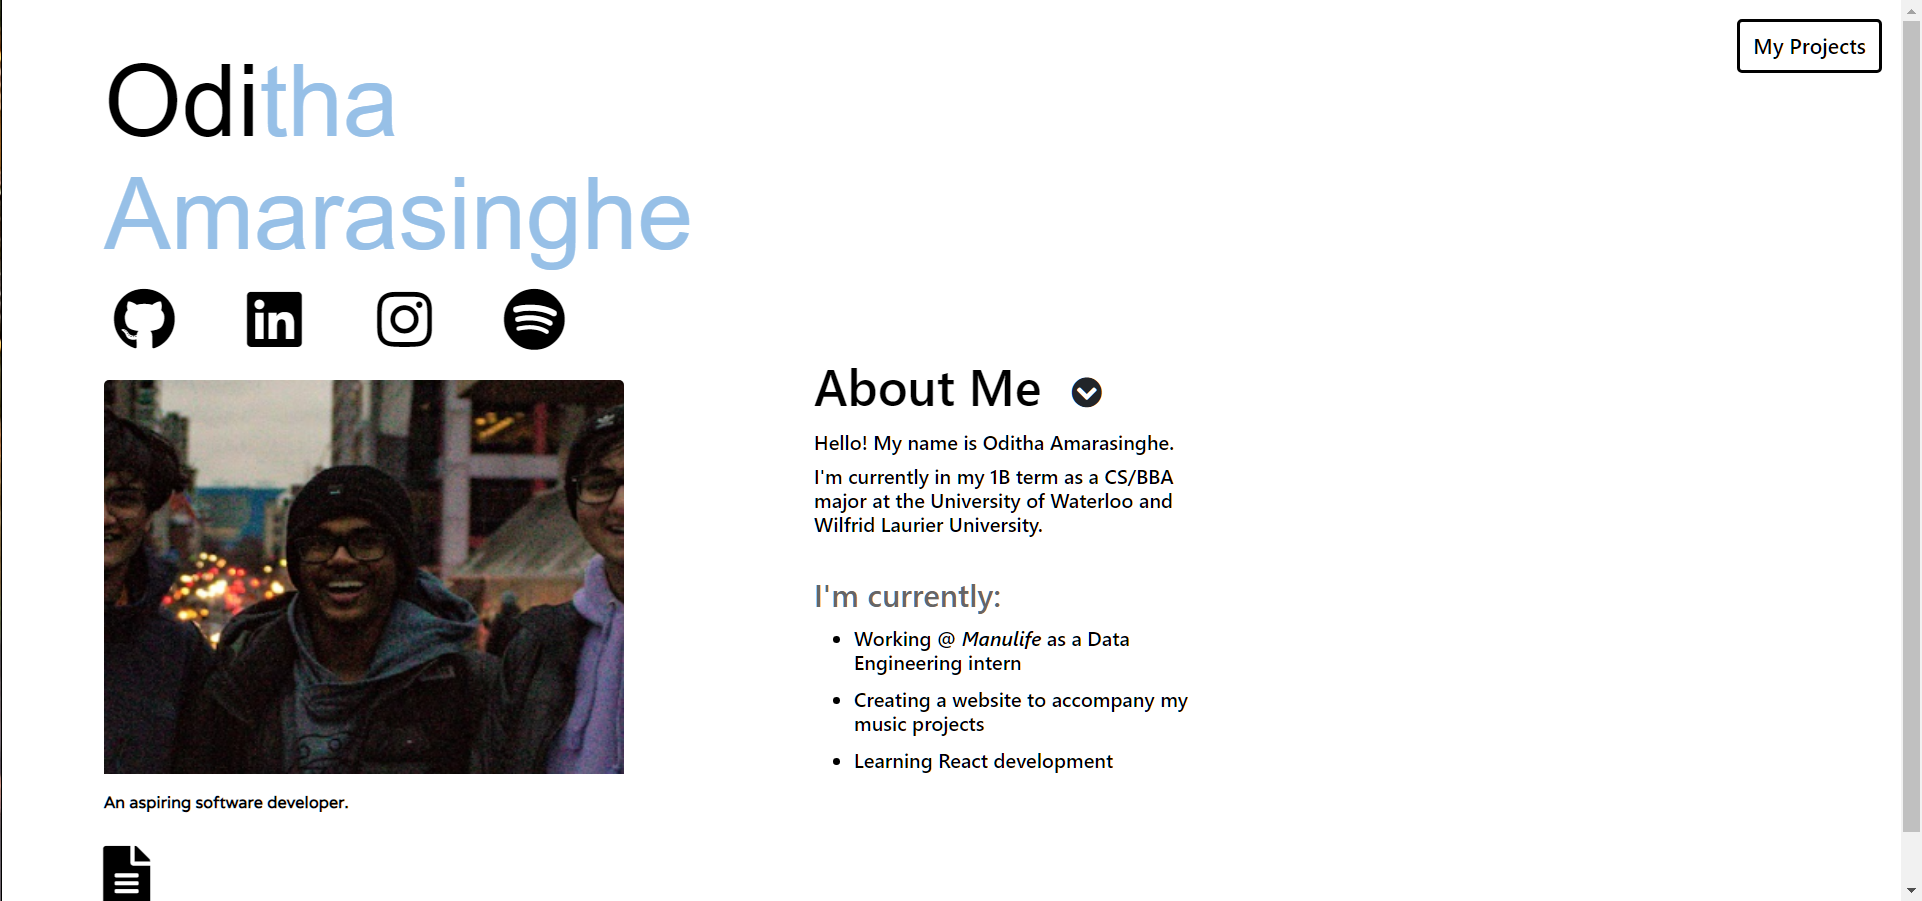 My Projects
Oditha
Amarasinghe
in
About Me
Hello! My name is Oditha Amarasinghe.
I'm currently in my 1B term as a CS/BBA
major at the University of Waterloo and
Wilfrid Laurier University.
I'm currently:
Working @ Manulife as a Data
Engineering intern
Creating a website to accompany my
music projects
Learning React development
An aspiring software developer.